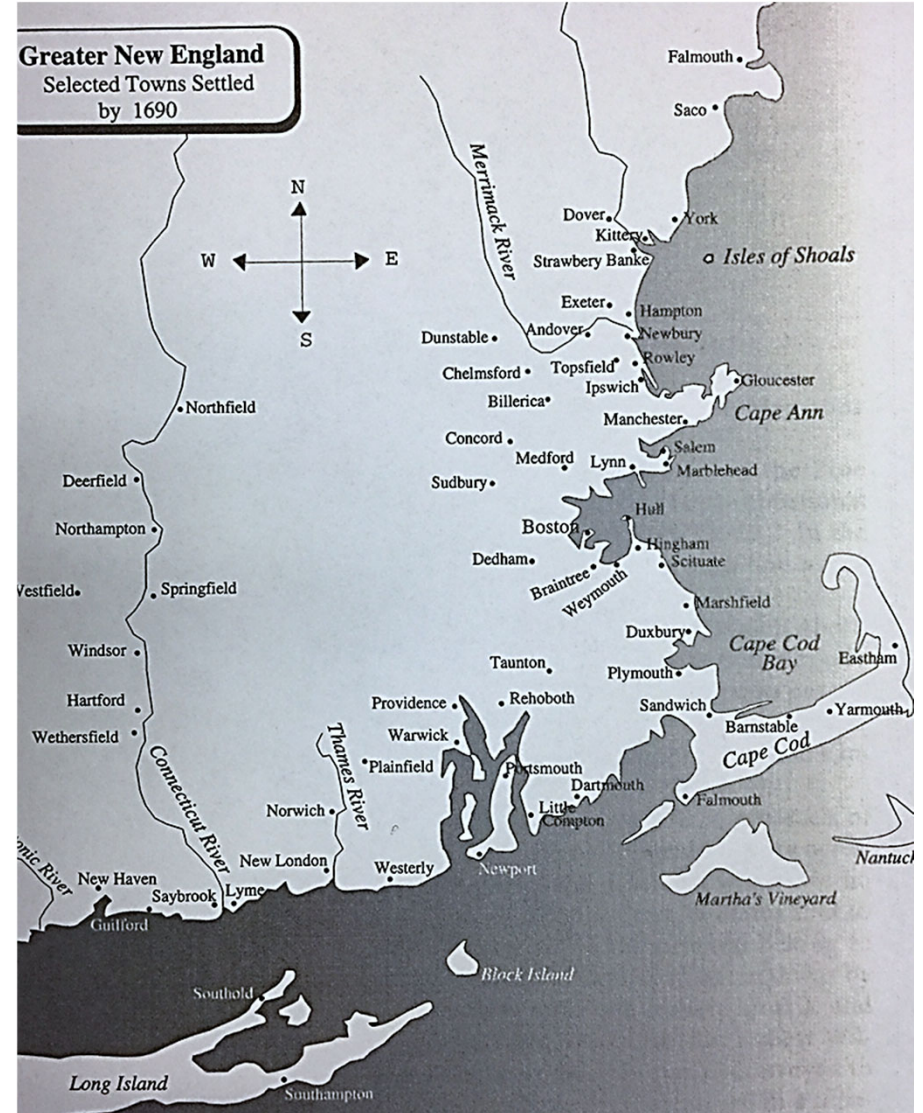 Greater New England
Selected Towns Settled
by 1690
Falmouth
Saco
Merrimack River
N
W
E
S
Dover
York
Kittery
Strawbery Banke
Isles of Shoals
Exeter
Hampton
Dunstable
Andover
Newbury
Chelmsford
Topsfield
Rowley
Ipswich
Gloucester
Northfield
Billerica
Manchester
Cape Ann
Concord
Salem
Medford
Lynn
Marblehead
Deerfield
Sudbury
Hull
Northampton
Boston
Hingham
Dedham
Scituate
Braintree
Weymouth
Westfield
Springfield
Marshfield
Duxbury
Cape Cod
Bay
Windsor
Eastham
Taunton
Plymouth
Hartford
Providence
Rehoboth
Sandwich
Yarmouth
Wethersfield
Warwick
Barnstable
Cape Cod
Connecticut River
Thames River
Plainfield
Portsmouth
Dartmouth
Falmouth
Norwich
Little
Compton
Nantuck
New London
Westerly
Newport
onic River
New Haven
Saybrook
Lyme
Martha's Vineyard
Guilford
Block Island
Southold
Long Island
Southampton